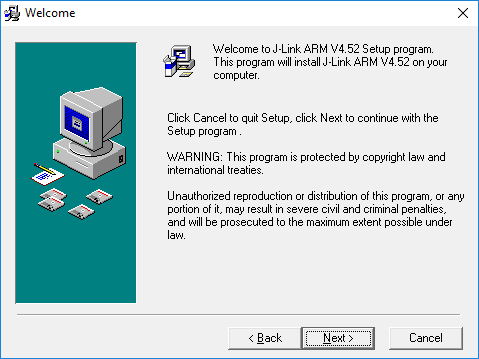 Welcome
Welcome to J-Link ARM V4.52 Setup program.
This program will install J-Link ARM V4.52 on your
computer.
Click Cancel to quit Setup, click Next to continue with the
Setup program .
WARNING: This program is protected by copyright law and
international treaties.
Unauthorized reproduction or distribution of this program, or any
portion of it, may result in severe civil and criminal penalties,
and will be prosecuted to the maximum extent possible under
law.
< Back
Next >
Cancel